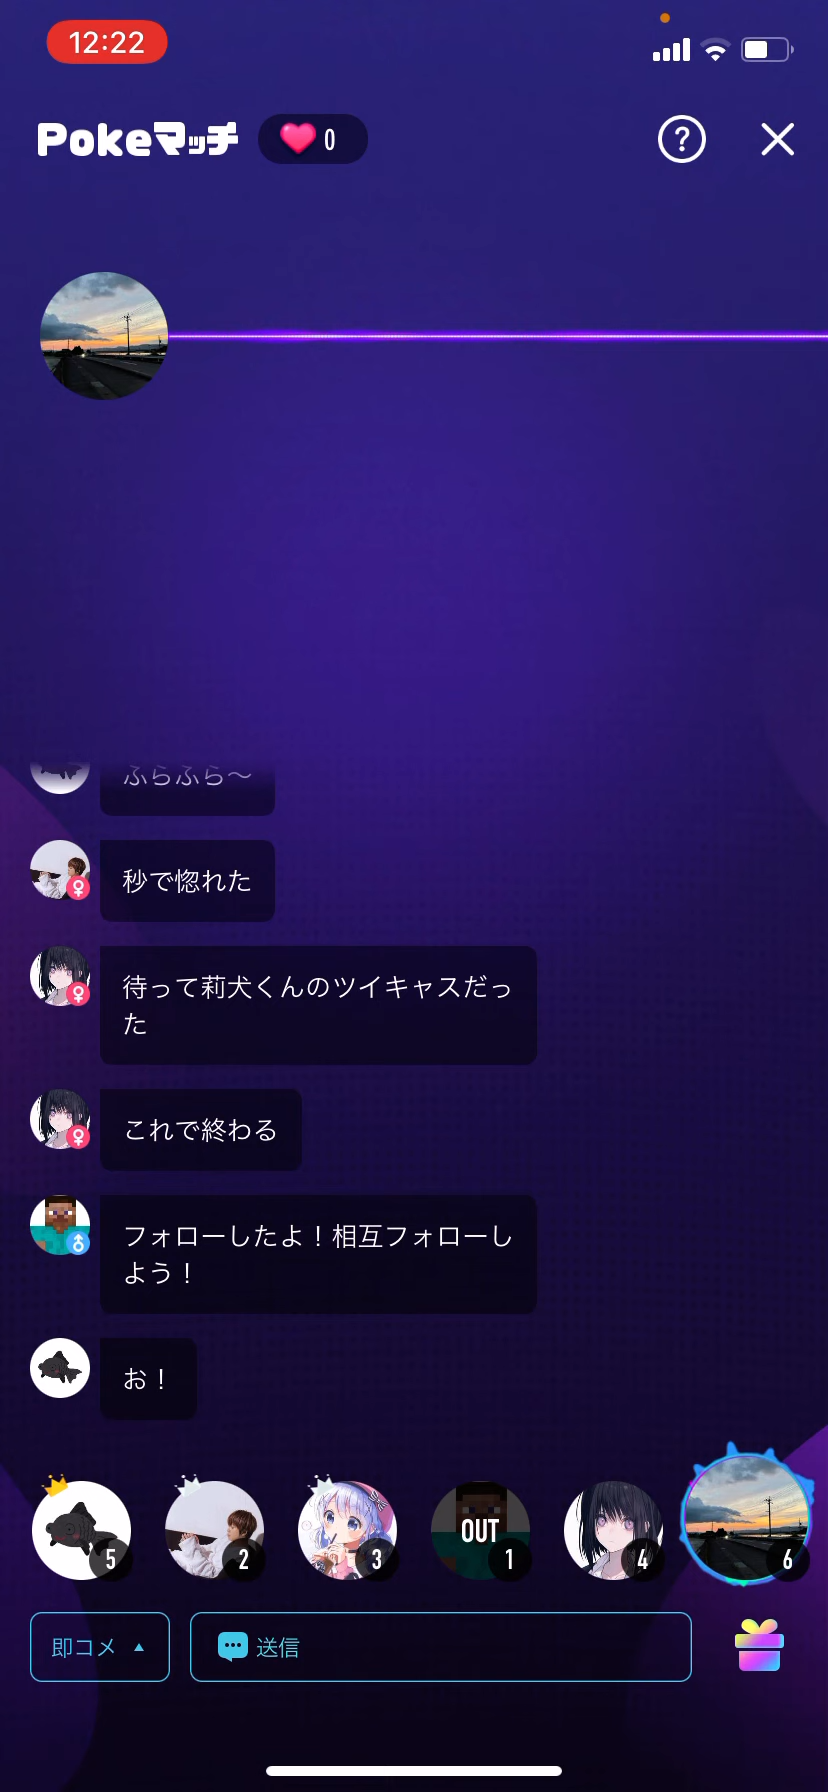 12:22
Pokeマッチ
0
?
ふらふら〜
秒で惚れた
待って莉犬くんのツイキャスだっ
た
これで終わる
フォローしたよ！相互フォローし
よう！
お！
5
2
3
OUT
1
4
6
即コメ
送信